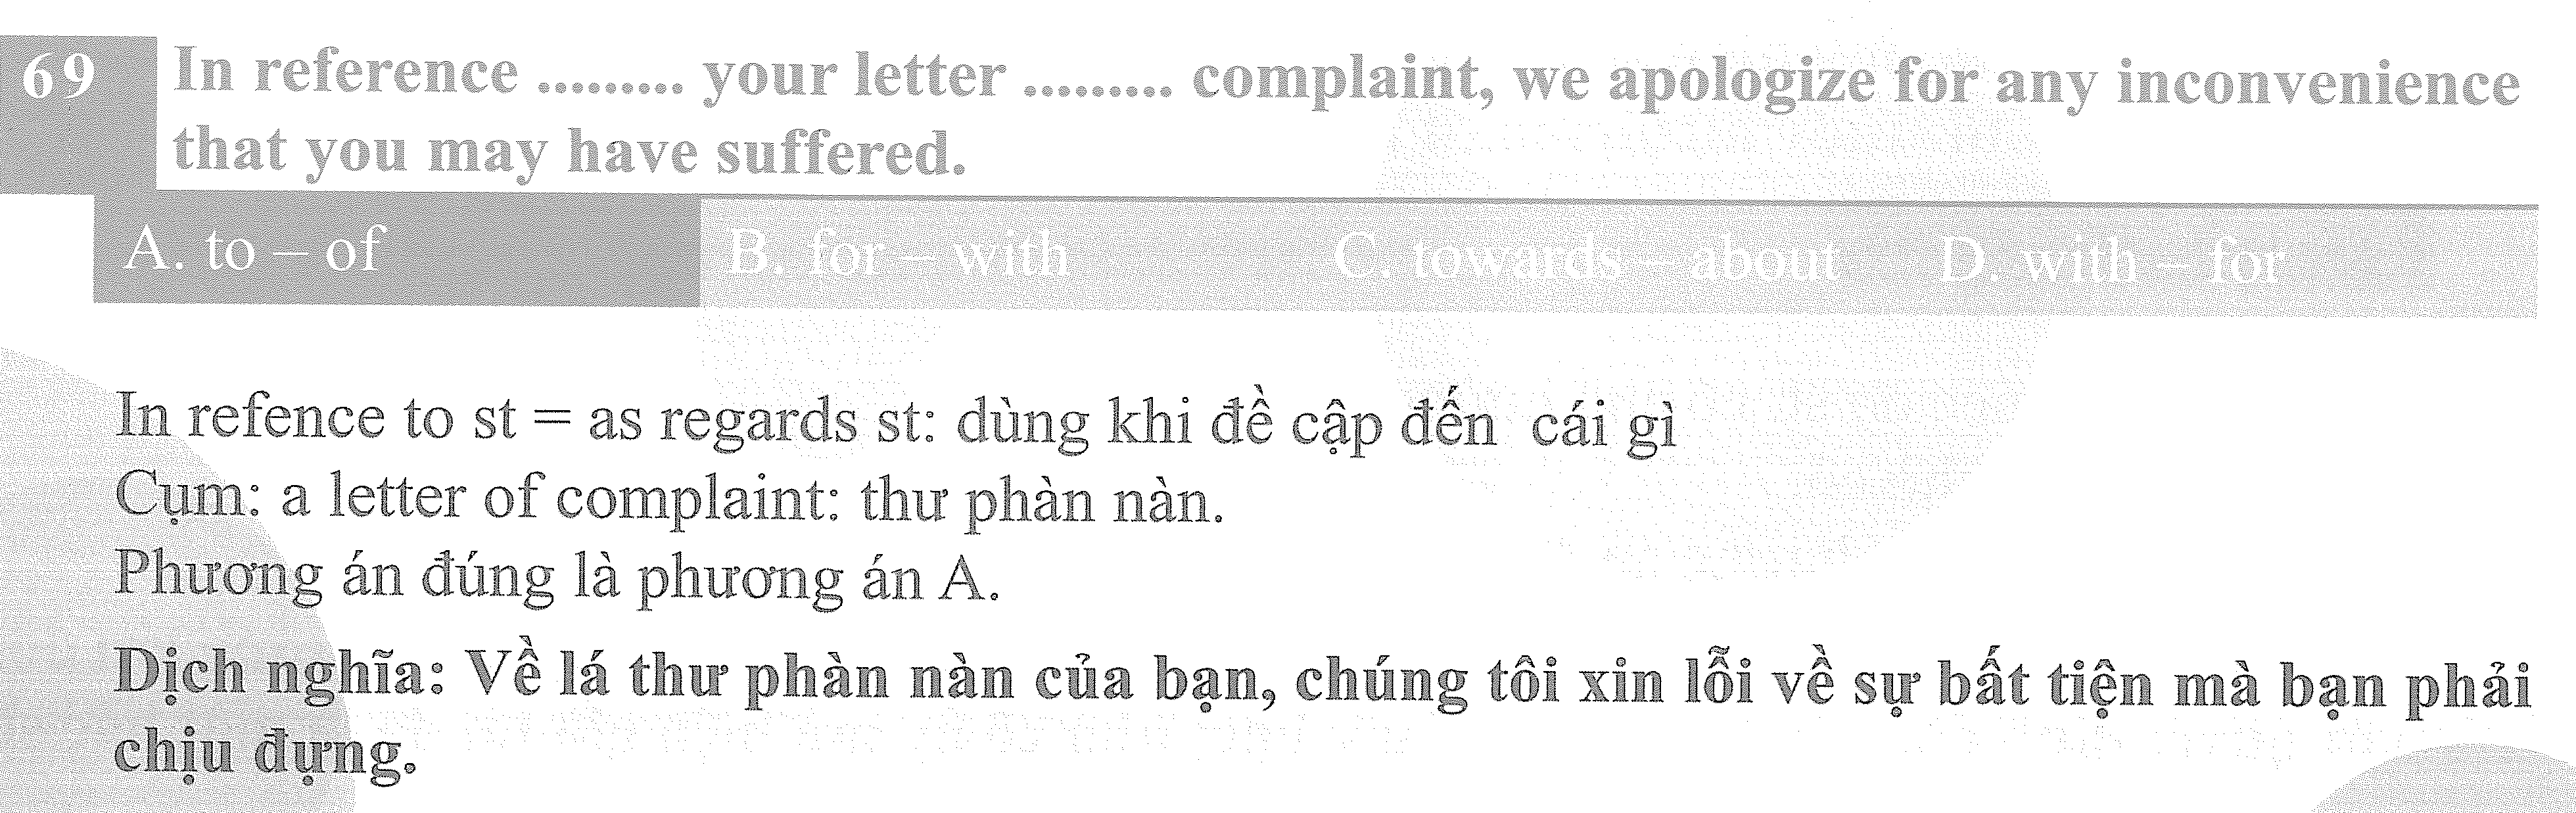 69 In reference ......... your letter ......... complaint, we apologize for any inconvenience
that you may have suffered.
A. to – of B. for – with C. towards – about D. with – for
In refence to st = as regards st: dùng khi đề cập đến cái gì
Cụm: a letter of complaint: thư phàn nàn.
Phương án đúng là phương án A.
Dịch nghĩa: Về lá thư phàn nàn của bạn, chúng tôi xin lỗi về sự bất tiện mà bạn phải
chịu đựng.